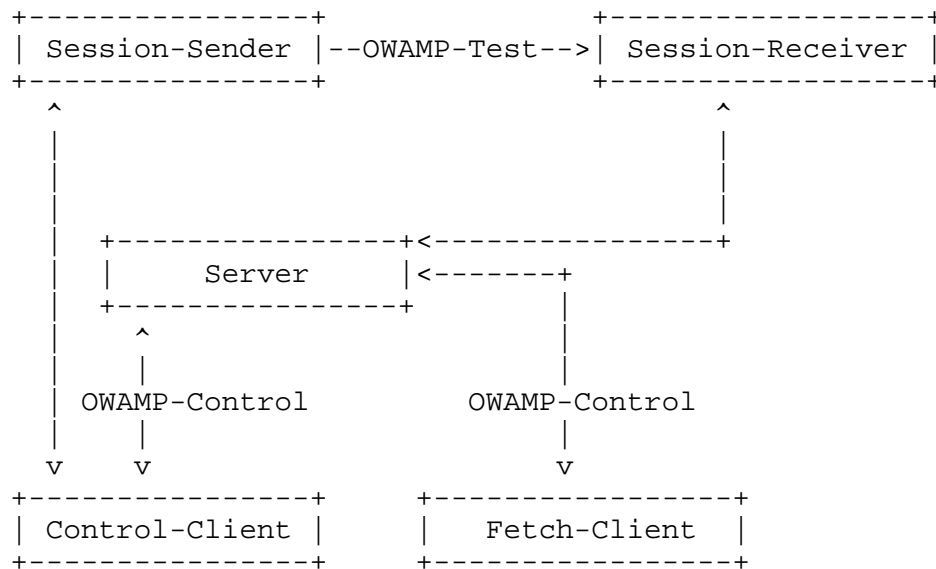 Session-Sender --OWAMP-Test--> Session-Receiver
Server
OWAMP-Control OWAMP-Control
Control-Client Fetch-Client